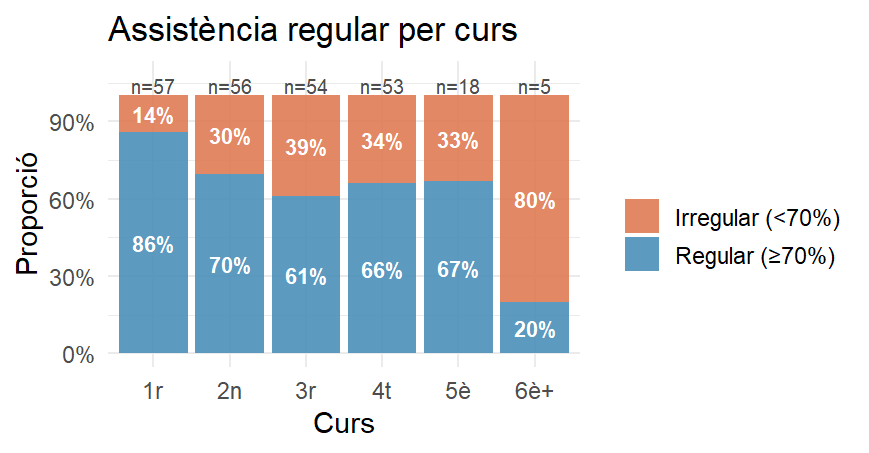 Assistència regular per curs
n=57 n=56 n=54 n=53 n=18 n=5
14% 30% 39% 34% 33% 80%
86% 70% 61% 66% 67% 20%
90%
60%
30%
0%
Proporció
1r 2n 3r 4t 5è 6è+
Curs
Irregular (<70%)
Regular (≥70%)